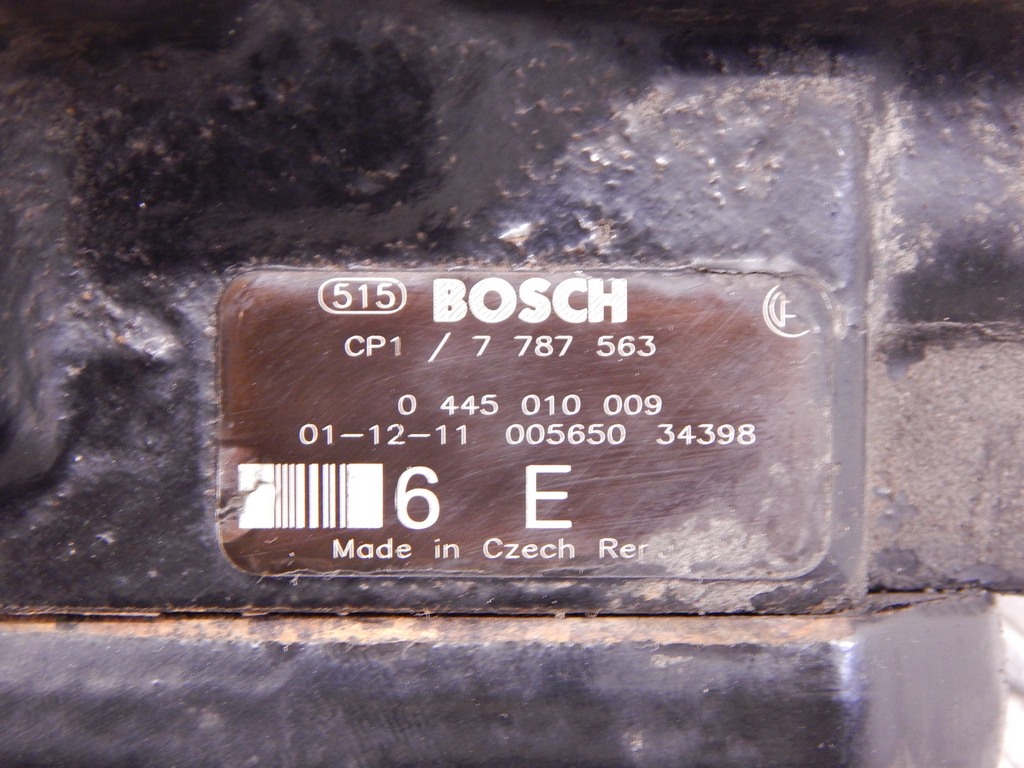 515 BOSCH
CP1 / 7 787 563
0 445 010 009
01-12-11 005650 34398
6 E
Made in Czech